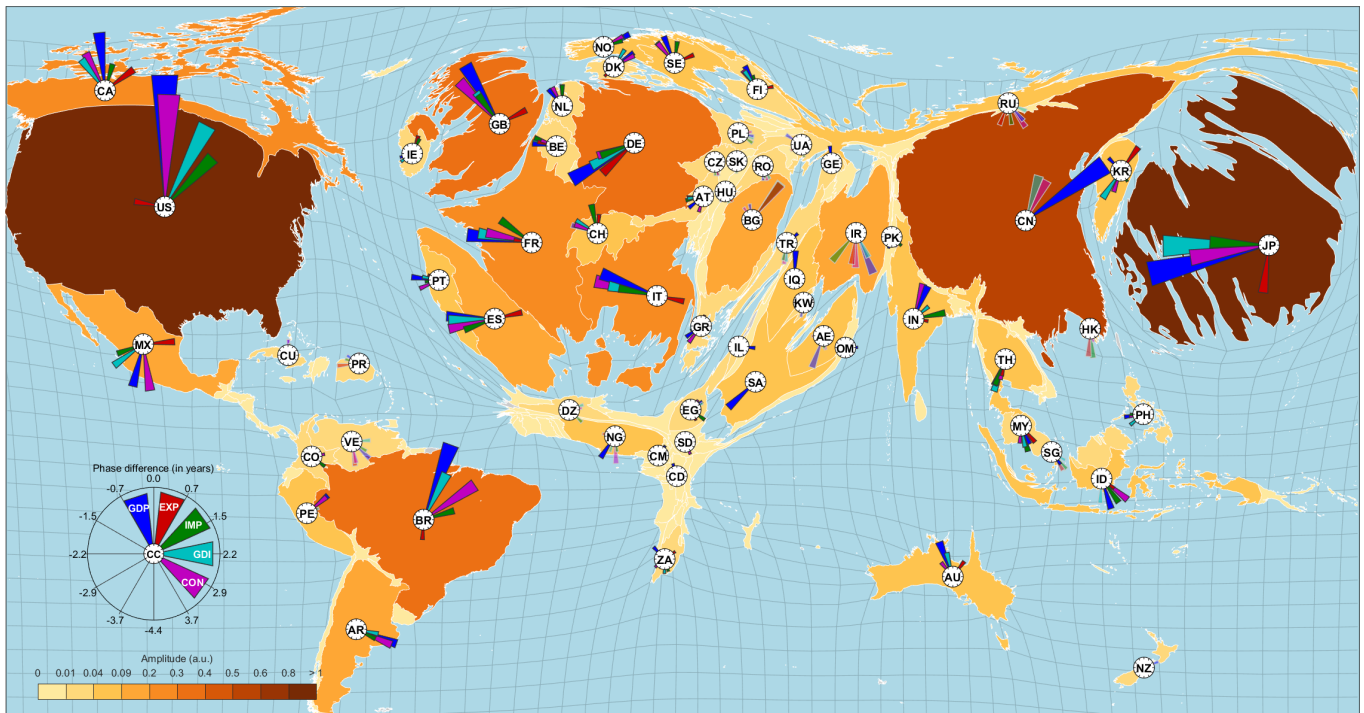 NO
DK
SE
CA
FI
NL
GB
RU
PL
UA
IE
BE
DE
GE
CZ
SK
RO
KR
US
AT
HU
BG
CN
FR
CH
TR
IR
PK
JP
PT
IT
IQ
KW
ES
GR
IN
HK
MX
CU
PR
IL
AE
OM
TH
SA
DZ
EG
PH
VE
NG
SD
MY
CO
CM
SG
CD
ID
PE
BR
ZA
AU
AR
NZ
Phase difference (in years)
0.0
-0.7
0.7
GDP
EXP
-1.5
IMP
1.5
-2.2
CC
GDI
2.2
CON
-2.9
2.9
-3.7
3.7
-4.4
Amplitude (a.u.)
0 0.01 0.04 0.09 0.2 0.3 0.4 0.5 0.6 0.8 >1